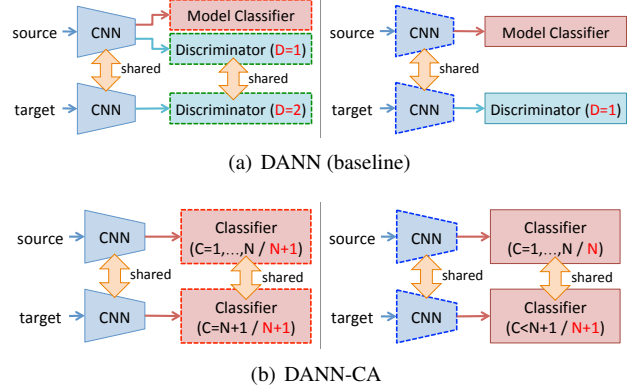 source
CNN
Model Classifier
Discriminator (D=1)
shared
shared
target
CNN
Discriminator (D=2)
source
CNN
Model Classifier
shared
target
CNN
Discriminator (D=1)
(a) DANN (baseline)
source
CNN
Classifier
(C=1,...,N / N+1)
shared
shared
target
CNN
Classifier
(C=N+1 / N+1)
source
CNN
Classifier
(C=1,...,N / N)
shared
shared
target
CNN
Classifier
(C<N+1 / N+1)
(b) DANN-CA